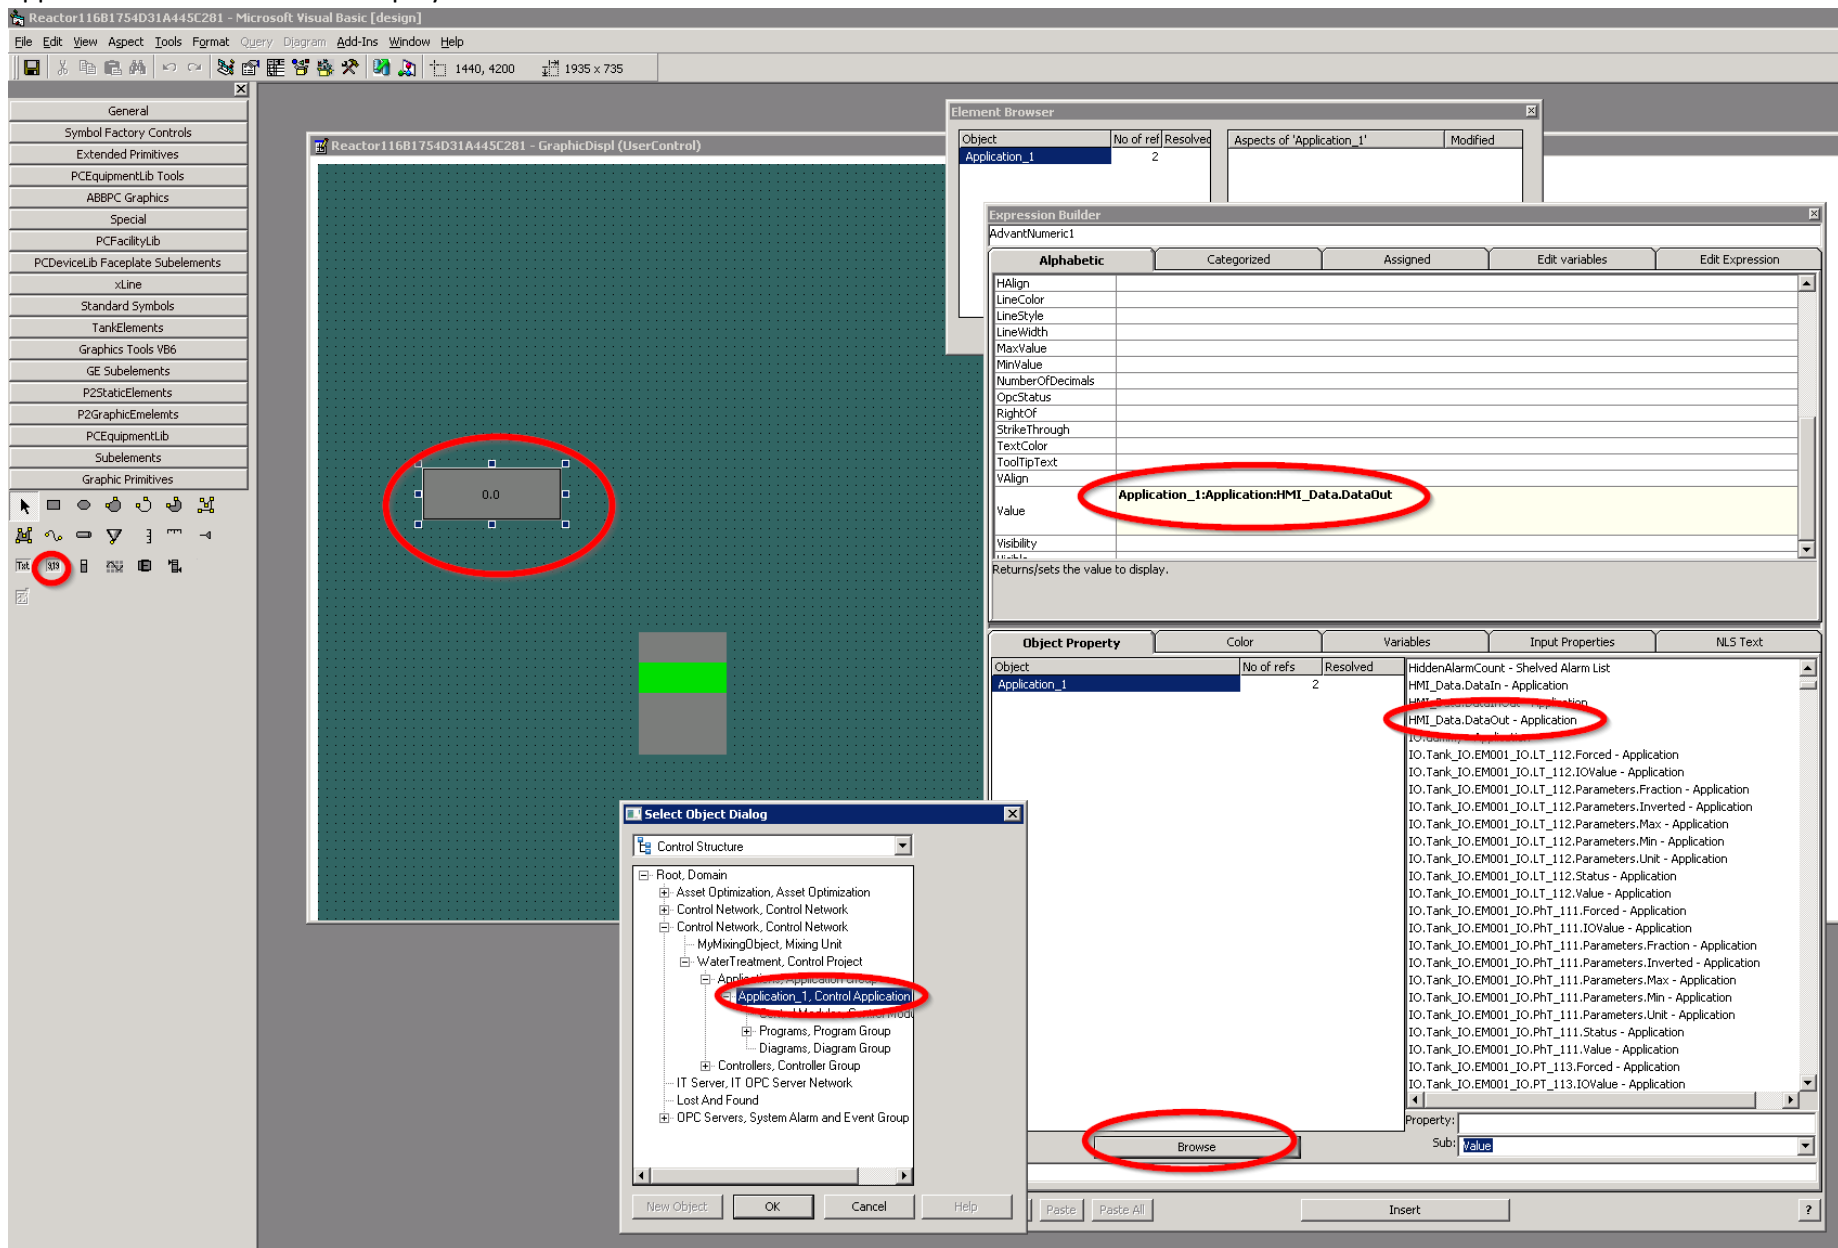 Reactor116B1754D31A445C281 - Microsoft Visual Basic [design]
File Edit View Aspect Tools Format Query Diagram Add-Ins Window Help
1440, 4200 1935 x 735
General
Symbol Factory Controls
Extended Primitives
PCEquipmentLib Tools
ABBPC Graphics
Special
PCFacilityLib
PCDeviceLib Faceplate Subelements
xLine
Standard Symbols
TankElements
Graphics Tools VB6
GE Subelements
P2StaticElements
P2GraphicEmelemts
PCEquipmentLib
Subelements
Graphic Primitives
Txt
Reactor116B1754D31A445C281 - GraphicDispl (UserControl)
0.0
Element Browser
Object No of ref Resolved
Application_1 2
Aspects of 'Application_1' Modified
Expression Builder
AdvantNumeric1
Alphabetic Categorized Assigned Edit variables Edit Expression
HAlign
LineColor
LineStyle
LineWidth
MaxValue
MinValue
NumberOfDecimals
OpcStatus
RightOf
StrikeThrough
TextColor
ToolTipText
VAlign
Value Application_1:Application:HMI_Data.DataOut
Visibility
Returns/sets the value to display.
Object Property Color Variables Input Properties NLS Text
Object No of refs Resolved
Application_1 2
HiddenAlarmCount - Shelved Alarm List
HMI_Data.DataIn - Application
HMI_Data.DataInOut - Application
HMI_Data.DataOut - Application
IO.Tank_IO.EM001_IO.LT_112.Forced - Application
IO.Tank_IO.EM001_IO.LT_112.IOValue - Application
IO.Tank_IO.EM001_IO.LT_112.Parameters.Fraction - Application
IO.Tank_IO.EM001_IO.LT_112.Parameters.Inverted - Application
IO.Tank_IO.EM001_IO.LT_112.Parameters.Max - Application
IO.Tank_IO.EM001_IO.LT_112.Parameters.Min - Application
IO.Tank_IO.EM001_IO.LT_112.Parameters.Unit - Application
IO.Tank_IO.EM001_IO.LT_112.Status - Application
IO.Tank_IO.EM001_IO.LT_112.Value - Application
IO.Tank_IO.EM001_IO.PhT_111.Forced - Application
IO.Tank_IO.EM001_IO.PhT_111.IOValue - Application
IO.Tank_IO.EM001_IO.PhT_111.Parameters.Fraction - Application
IO.Tank_IO.EM001_IO.PhT_111.Parameters.Inverted - Application
IO.Tank_IO.EM001_IO.PhT_111.Parameters.Max - Application
IO.Tank_IO.EM001_IO.PhT_111.Parameters.Min - Application
IO.Tank_IO.EM001_IO.PhT_111.Parameters.Unit - Application
IO.Tank_IO.EM001_IO.PhT_111.Status - Application
IO.Tank_IO.EM001_IO.PhT_111.Value - Application
IO.Tank_IO.EM001_IO.PT_113.Forced - Application
IO.Tank_IO.EM001_IO.PT_113.IOValue - Application
Property:
Sub: Value
Browse
Paste Paste All Insert ?
Select Object Dialog
Control Structure
Root, Domain
Asset Optimization, Asset Optimization
Control Network, Control Network
Control Network, Control Network
MyMixingObject, Mixing Unit
WaterTreatment, Control Project
Applications, Application Group
Application_1, Control Application
Control Modules, Control Modu
Programs, Program Group
Diagrams, Diagram Group
Controllers, Controller Group
IT Server, IT OPC Server Network
Lost And Found
OPC Servers, System Alarm and Event Group
New Object OK Cancel Help